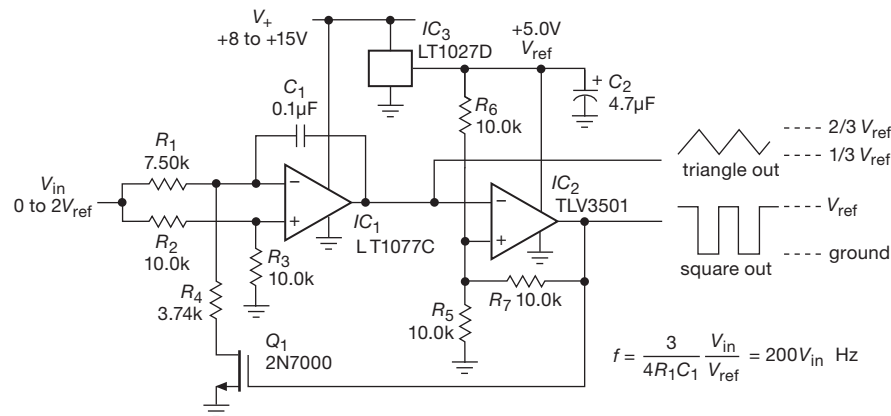 V+
+8 to +15V
IC3
LT1027D
+5.0V
Vref
C1
0.1μF
R6
10.0k
+ C2
4.7μF
R1
7.50k
2/3 Vref
1/3 Vref
triangle out
Vin
0 to 2Vref
−
+
IC1
LT1077C
−
+
IC2
TLV3501
Vref
ground
square out
R2
10.0k
R3
10.0k
R4
3.74k
R7 10.0k
R5
10.0k
Q1
2N7000
f = 3/(4R1C1) Vin/Vref = 200Vin Hz